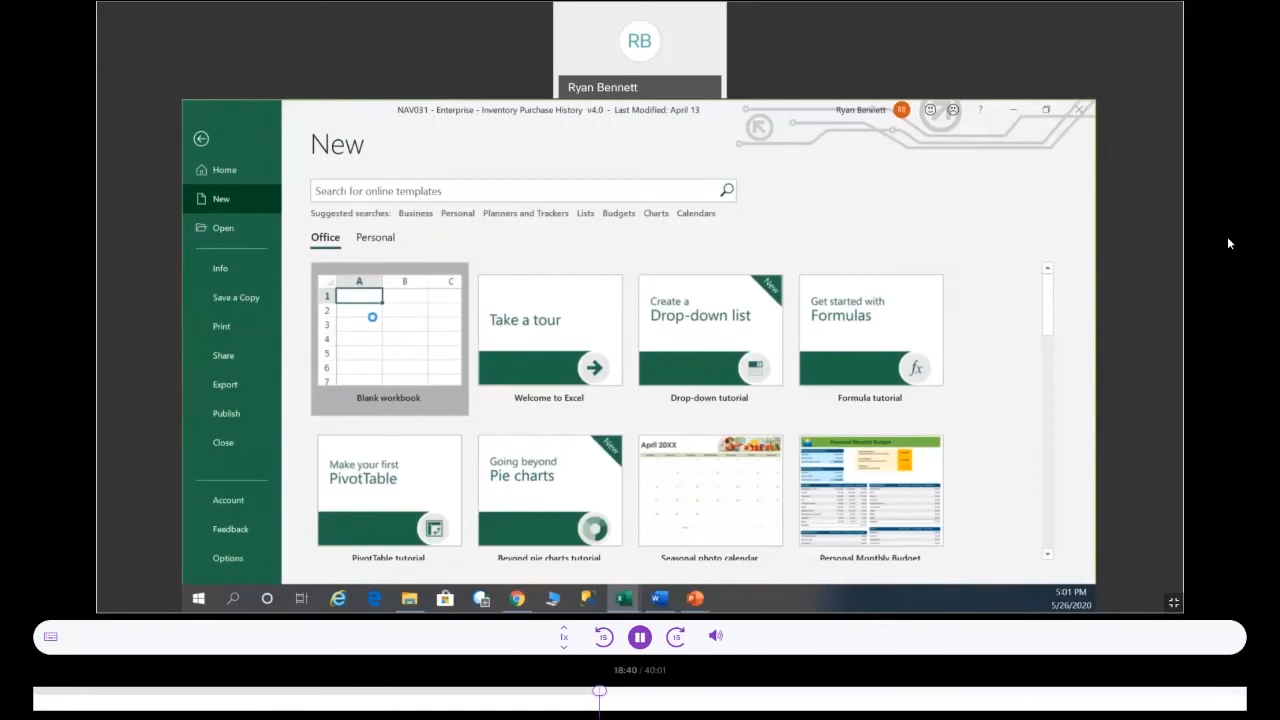 RB
Ryan Bennett
NAV031 - Enterprise - Inventory Purchase History v4.0 - Last Modified: April 13
Ryan Bennett RB ?
New
Home
New
Open
Info
Save a Copy
Print
Share
Export
Publish
Close
Account
Feedback
Options
Search for online templates
Suggested searches: Business Personal Planners and Trackers Lists Budgets Charts Calendars
Office Personal
A B C
1
2
3
4
5
6
7
Blank workbook
Take a tour
Welcome to Excel
Create a
Drop-down list
New
Drop-down tutorial
Get started with
Formulas
fx
Formula tutorial
Make your first
PivotTable
PivotTable tutorial
Going beyond
Pie charts
New
Beyond pie charts tutorial
April 20XX
Seasonal photo calendar
Personal Monthly Budget
Personal Monthly Budget
5:01 PM
5/26/2020
1x
15
15
18:40 / 40:01